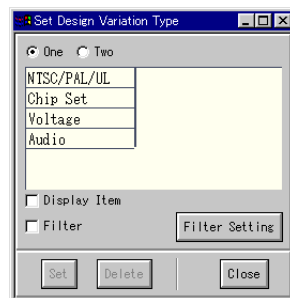 Set Design Variation Type
One Two
NTSC/PAL/UL
Chip Set
Voltage
Audio
Display Item
Filter Filter Setting
Set Delete Close